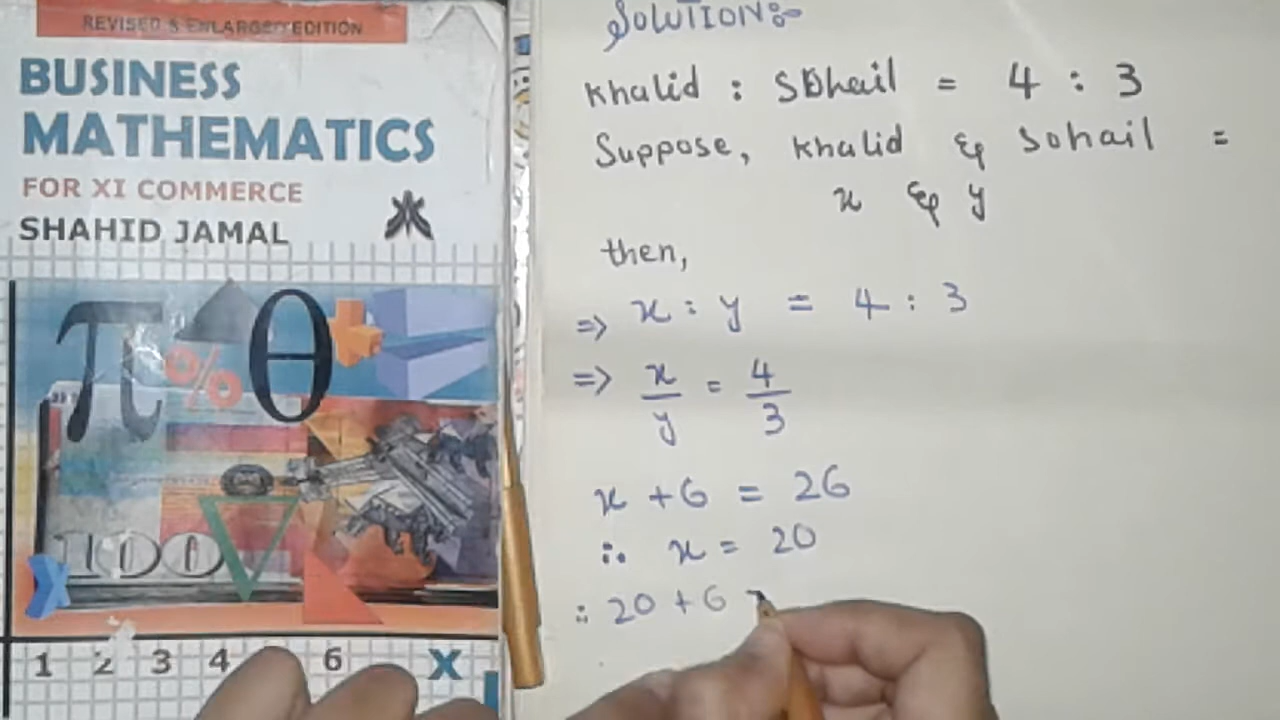 REVISED & ENLARGED EDITION
BUSINESS
MATHEMATICS
FOR XI COMMERCE
SHAHID JAMAL
π % θ +
100
1 2 3 4 6 X
SOLUTION:-
Khalid : Sohail = 4 : 3
Suppose, Khalid & Sohail =
x & y
then,
=> x : y = 4 : 3
=> x/y = 4/3
x + 6 = 26
∴ x = 20
∴ 20 + 6